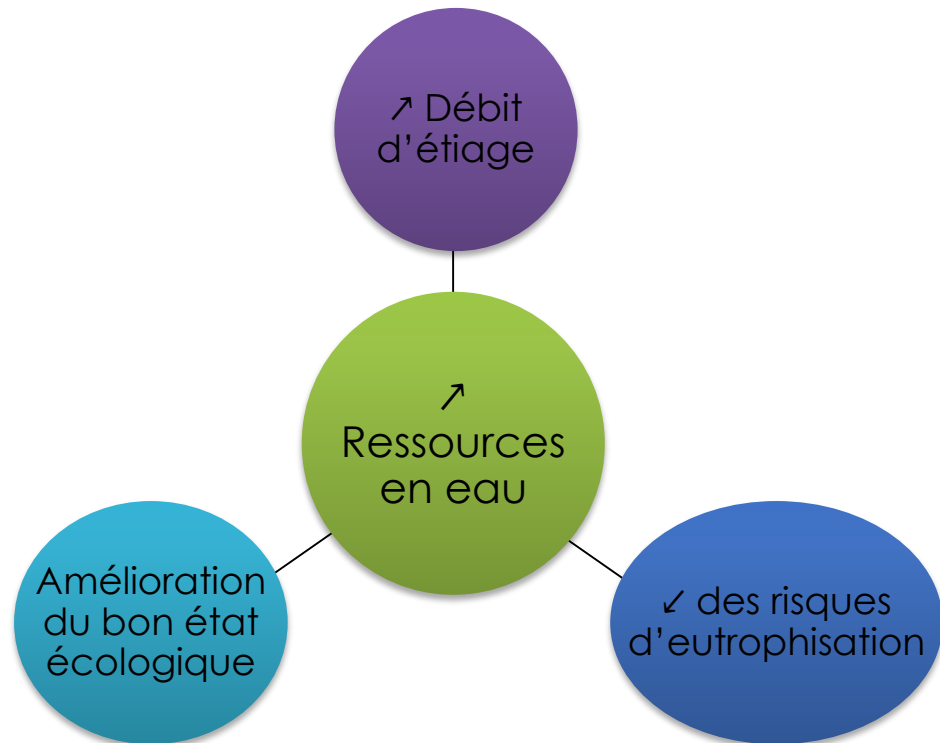 ↗ Débit
d’étiage
↗
Ressources
en eau
Amélioration
du bon état
écologique
↙ des risques
d’eutrophisation